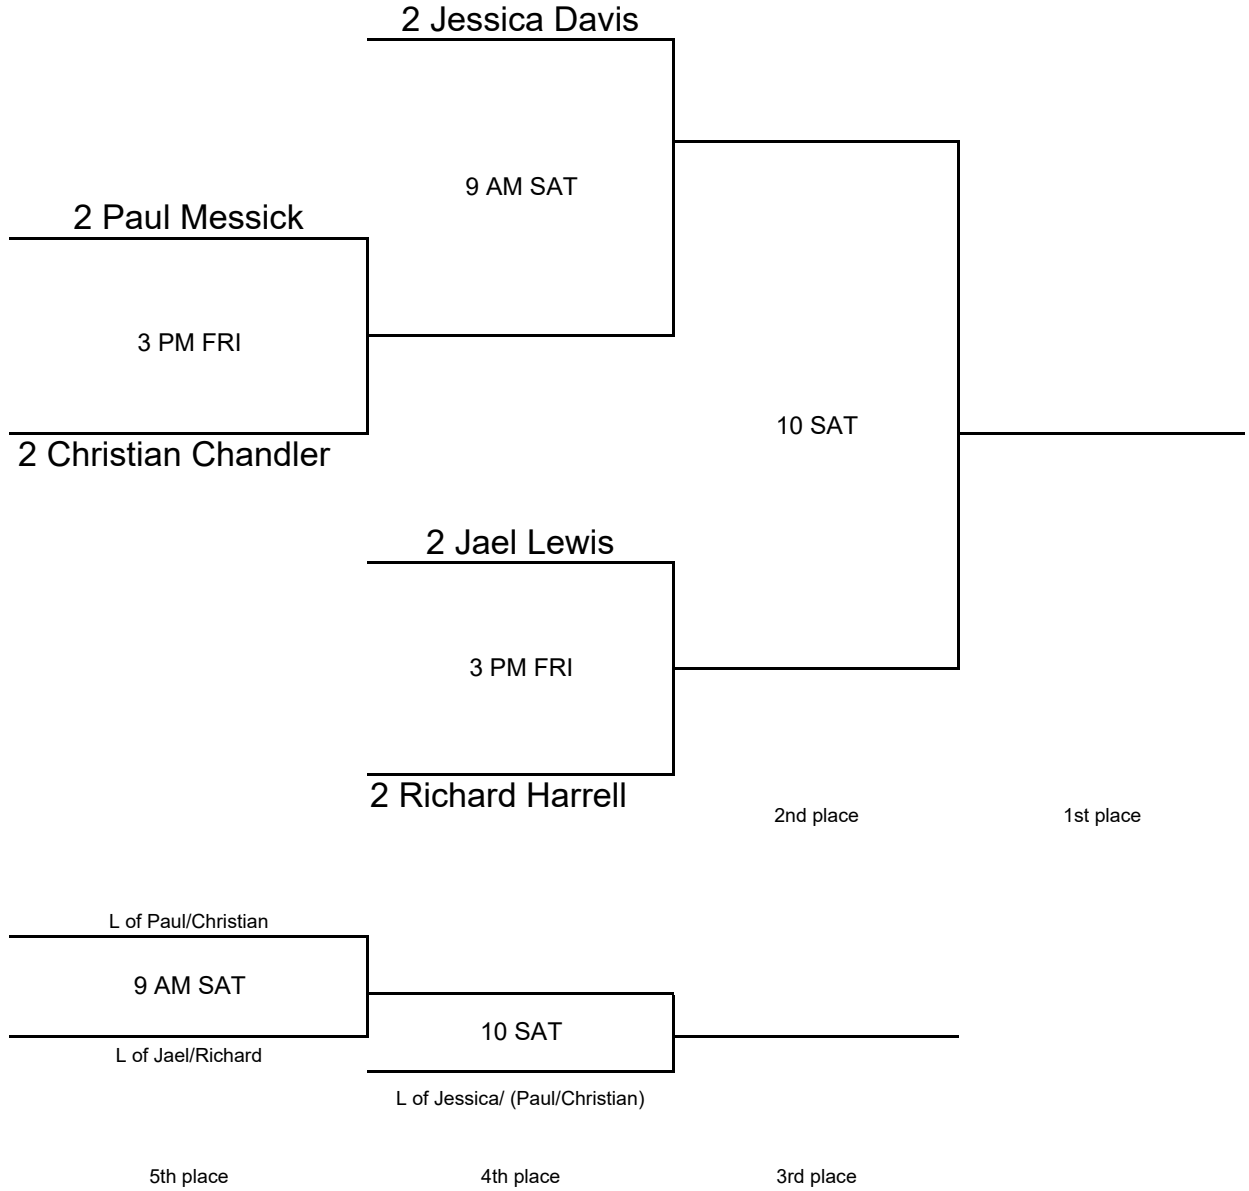 2 Jessica Davis
9 AM SAT
2 Paul Messick
3 PM FRI
2 Christian Chandler
10 SAT
2 Jael Lewis
3 PM FRI
2 Richard Harrell
2nd place
1st place
L of Paul/Christian
9 AM SAT
L of Jael/Richard
10 SAT
L of Jessica/ (Paul/Christian)
5th place
4th place
3rd place